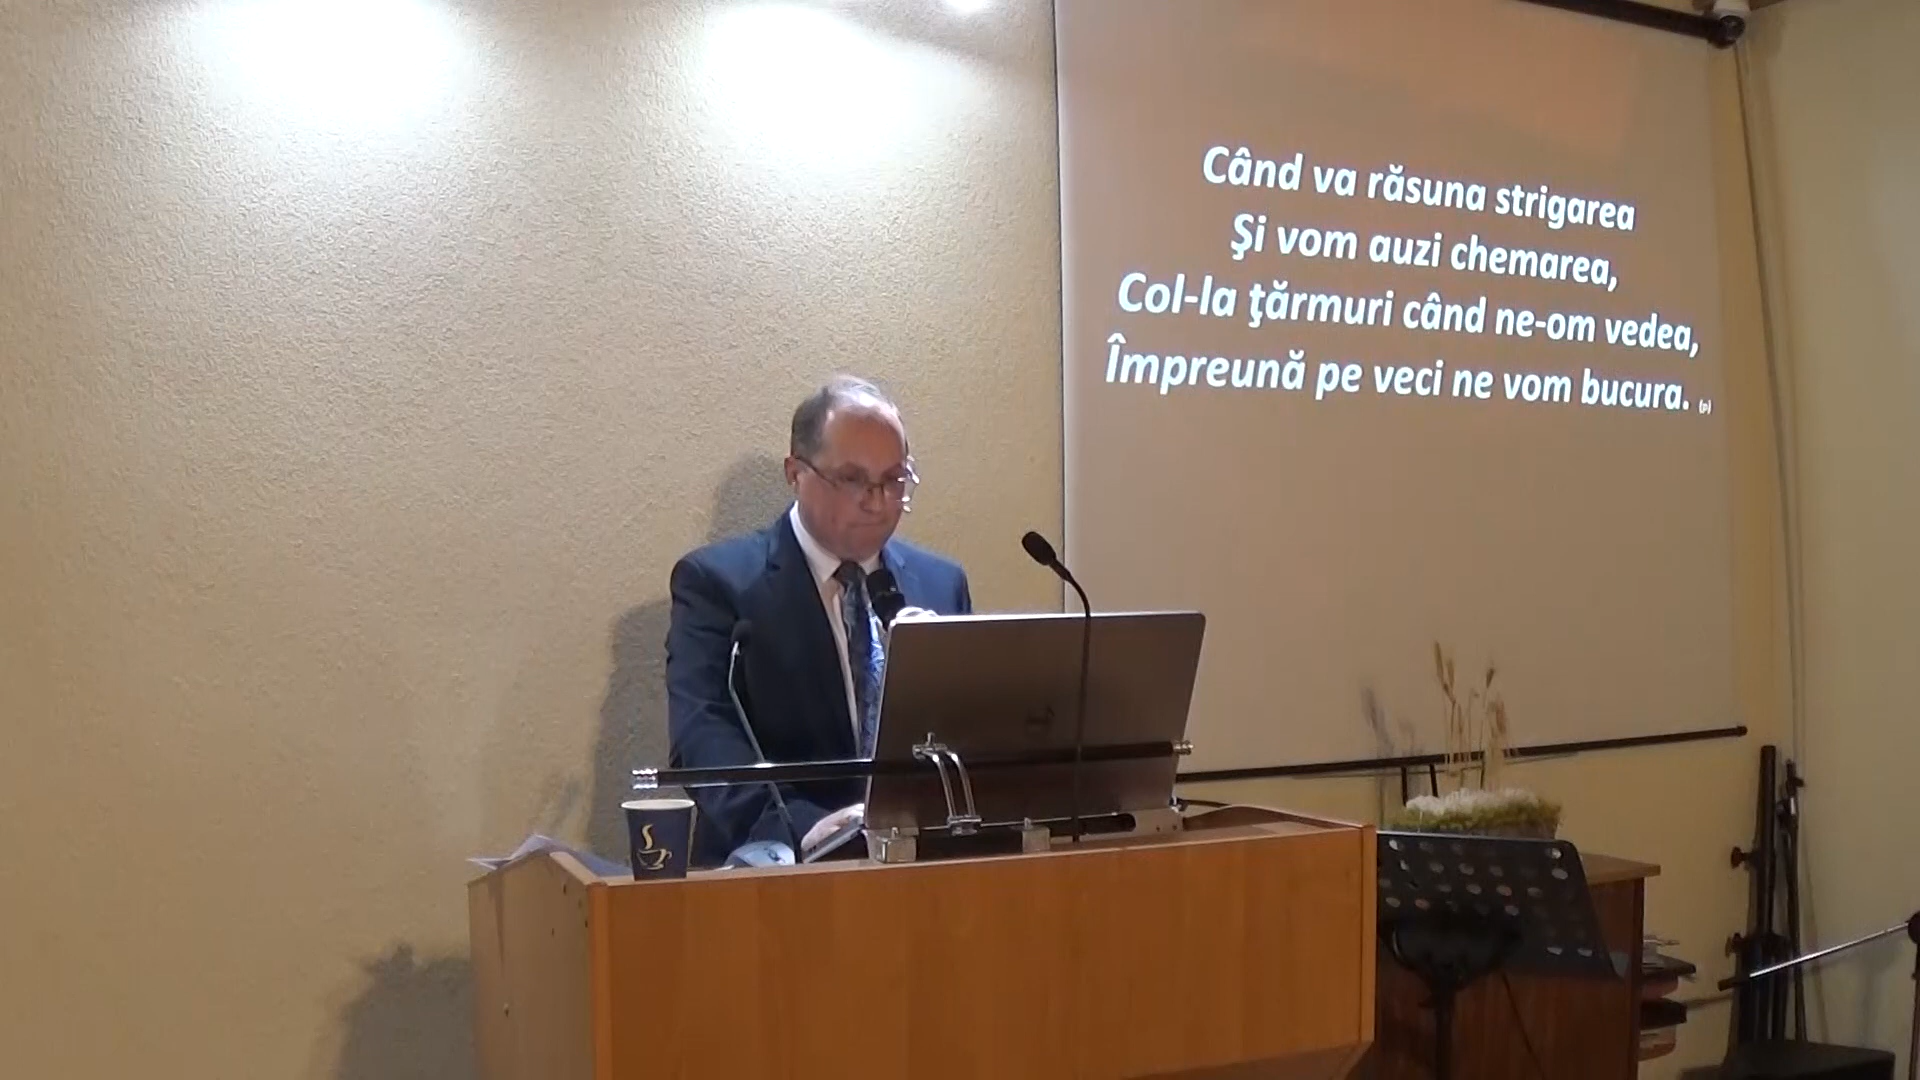 Când va răsuna strigarea
Şi vom auzi chemarea,
Col-la ţărmuri când ne-om vedea,
Împreună pe veci ne vom bucura. (p)